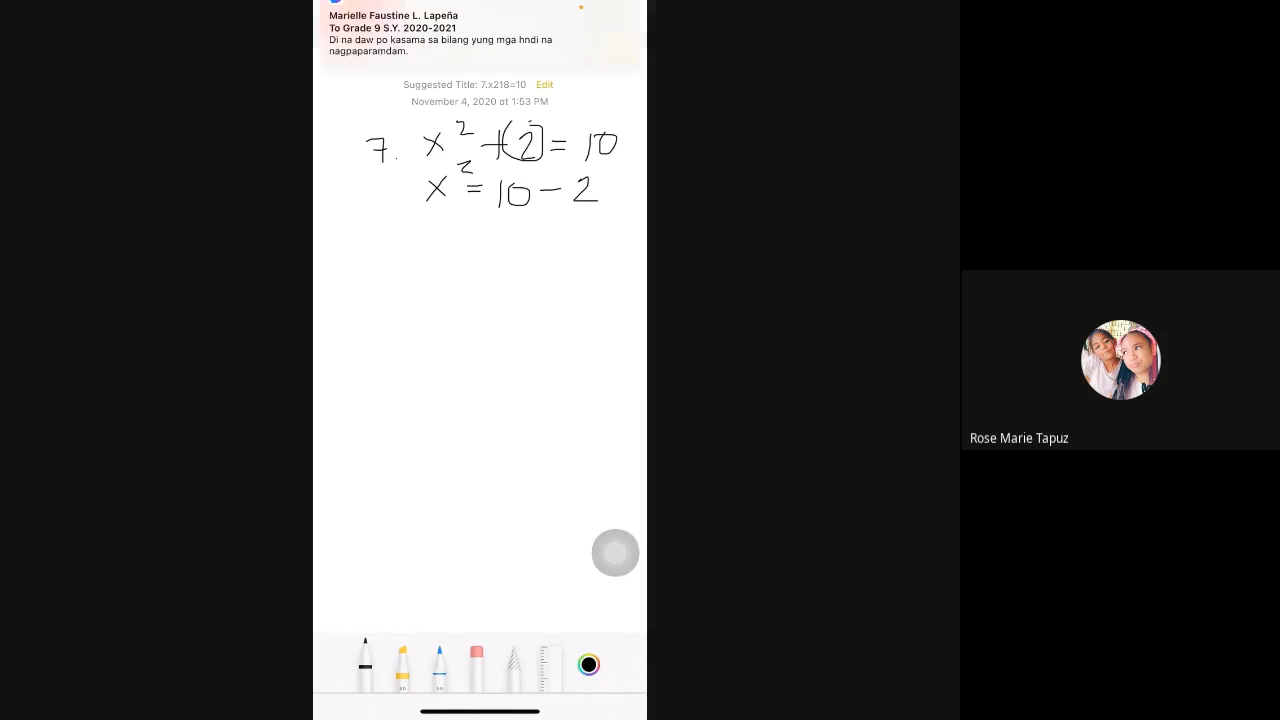 Marielle Faustine L. Lapeña
To Grade 9 S.Y. 2020-2021
Di na daw po kasama sa bilang yung mga hndi na
nagpaparamdam.
Suggested Title: 7.x218=10 Edit
November 4, 2020 at 1:53 PM
7. x² + 2 = 10
x² = 10 - 2
Rose Marie Tapuz